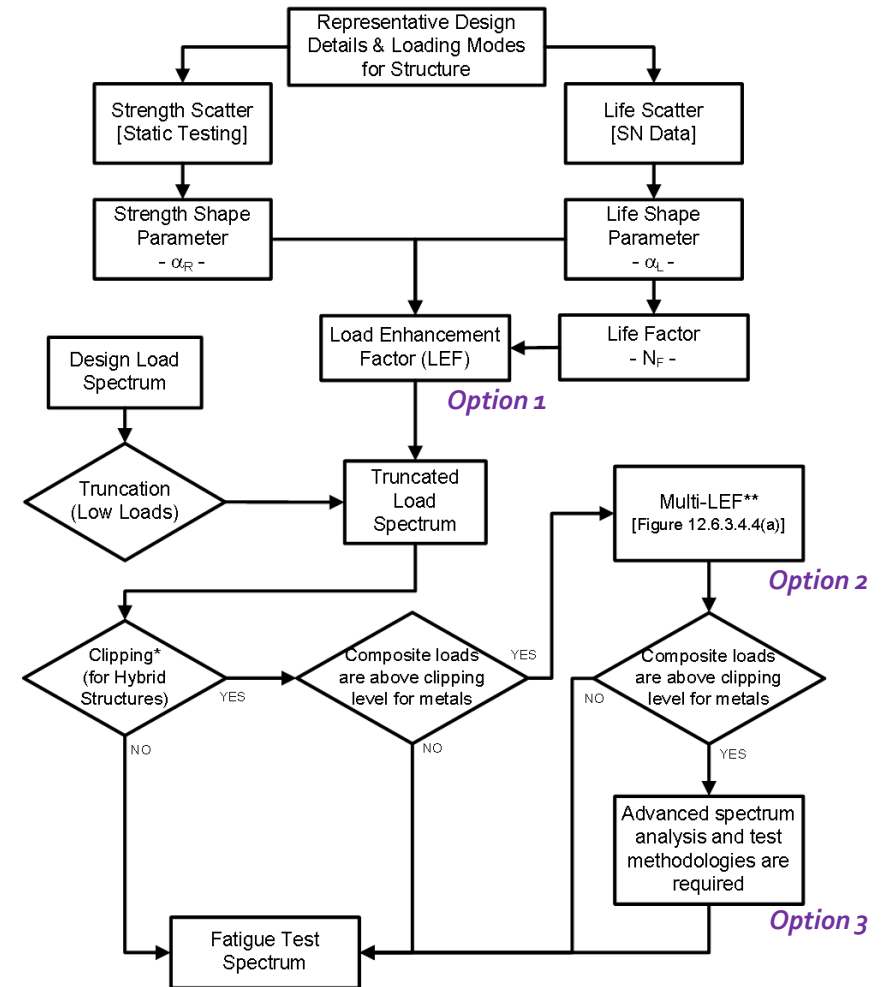 Representative Design
Details & Loading Modes
for Structure
Strength Scatter
[Static Testing]
Life Scatter
[SN Data]
Strength Shape
Parameter
- αR -
Life Shape
Parameter
- αL -
Load Enhancement
Factor (LEF)
Life Factor
- NF -
Option 1
Design Load
Spectrum
Truncation
(Low Loads)
Truncated
Load
Spectrum
Multi-LEF**
[Figure 12.6.3.4.4(a)]
Option 2
Clipping*
(for Hybrid
Structures)
YES
NO
Composite loads
are above clipping
level for metals
YES
NO
Composite loads
are above clipping
level for metals
NO
YES
Advanced spectrum
analysis and test
methodologies are
required
Option 3
Fatigue Test
Spectrum